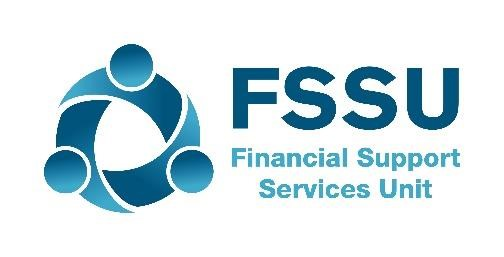 FSSU
Financial Support
Services Unit